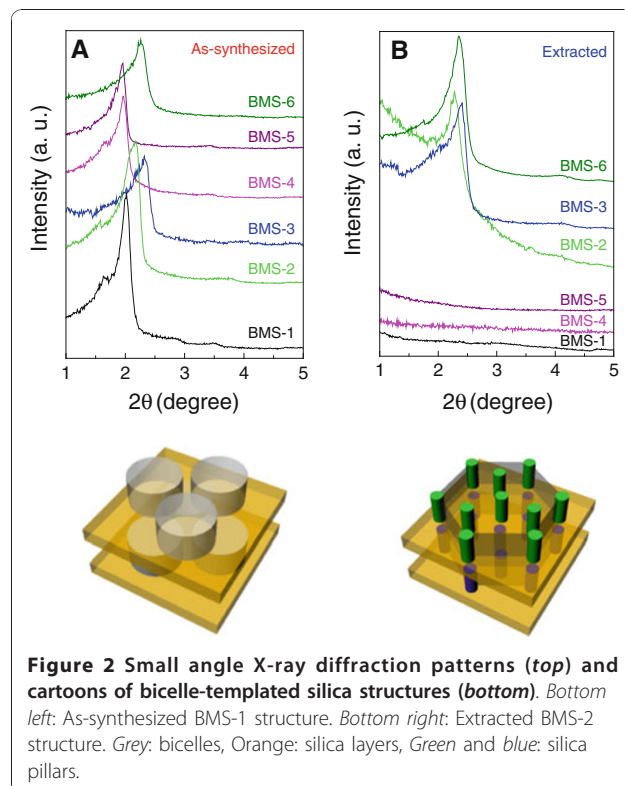 A
As-synthesized
BMS-6
BMS-5
BMS-4
BMS-3
BMS-2
BMS-1
Intensity (a. u.)
1 2 3 4 5
2θ (degree)
B
Extracted
BMS-6
BMS-3
BMS-2
BMS-5
BMS-4
BMS-1
Intensity (a. u.)
1 2 3 4 5
2θ (degree)
Figure 2 Small angle X-ray diffraction patterns (top) and
cartoons of bicelle-templated silica structures (bottom). Bottom
left: As-synthesized BMS-1 structure. Bottom right: Extracted BMS-2
structure. Grey: bicelles, Orange: silica layers, Green and blue: silica
pillars.